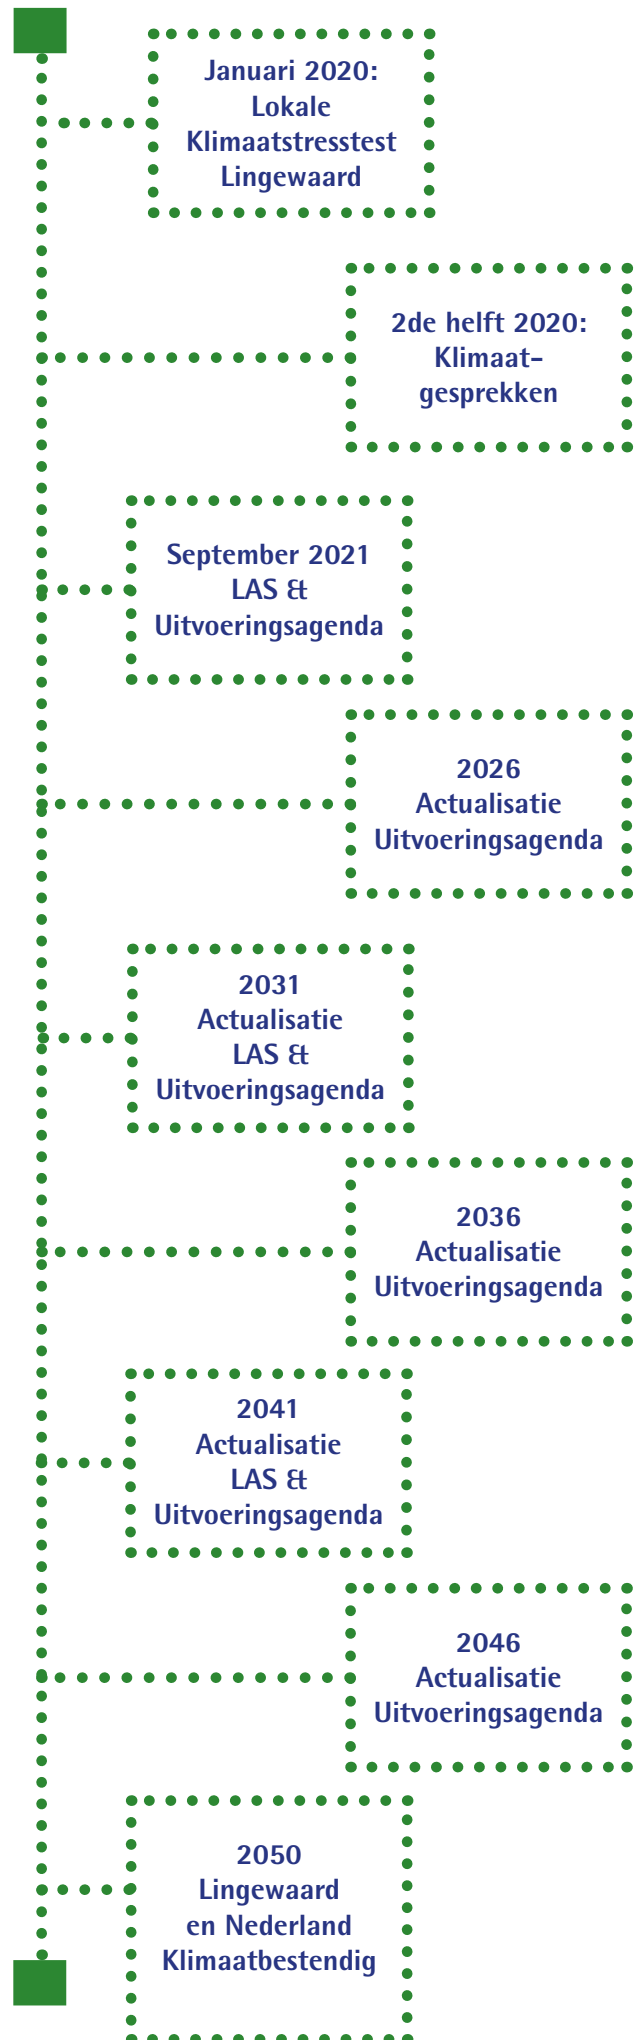 Januari 2020:
Lokale
Klimaatstresstest
Lingewaard
2de helft 2020:
Klimaat-
gesprekken
September 2021
LAS &
Uitvoeringsagenda
2026
Actualisatie
Uitvoeringsagenda
2031
Actualisatie
LAS &
Uitvoeringsagenda
2036
Actualisatie
Uitvoeringsagenda
2041
Actualisatie
LAS &
Uitvoeringsagenda
2046
Actualisatie
Uitvoeringsagenda
2050
Lingewaard
en Nederland
Klimaatbestendig